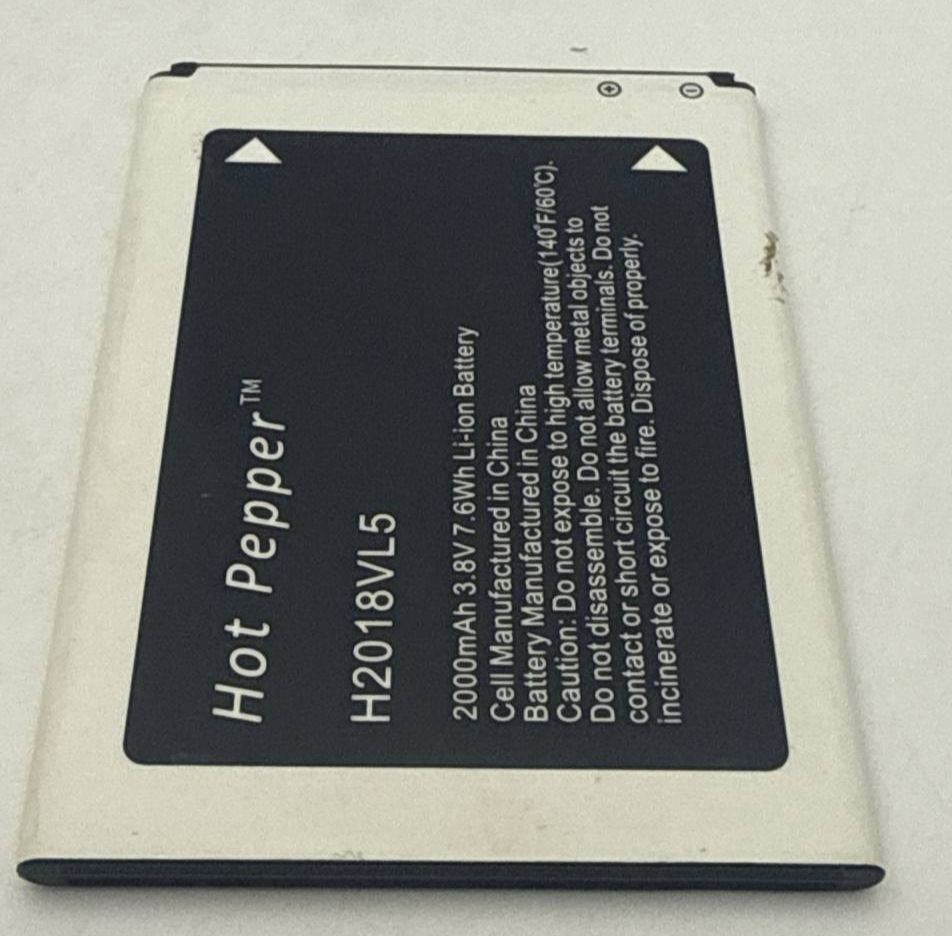 Hot Pepper™
H2018VL5
2000mAh 3.8V 7.6Wh Li-ion Battery
Cell Manufactured in China
Battery Manufactured in China
Caution: Do not expose to high temperature(140°F/60°C).
Do not disassemble. Do not allow metal objects to
contact or short circuit the battery terminals. Do not
incinerate or expose to fire. Dispose of properly.
⊕ ⊖